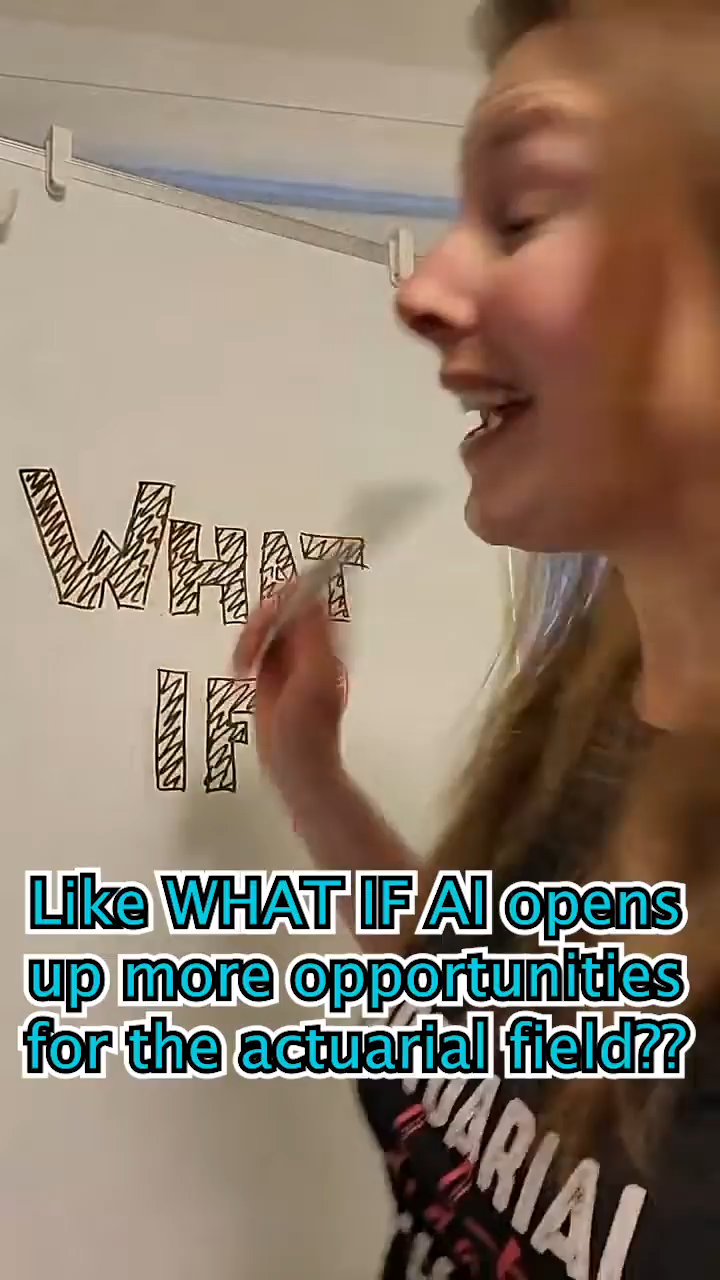 WHAT
IF
Like WHAT IF AI opens
up more opportunities
for the actuarial field??